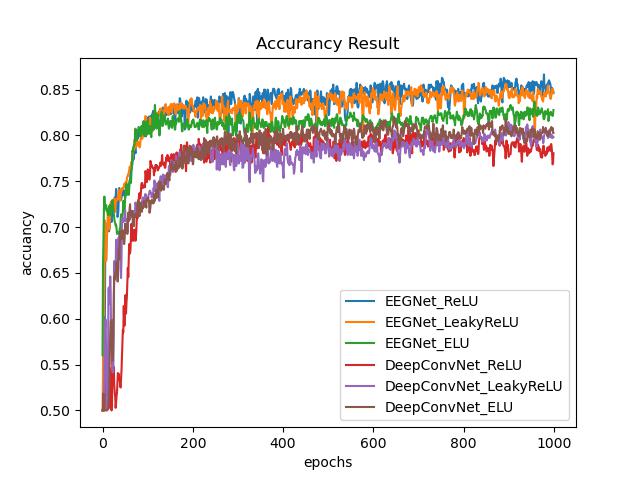 Accurancy Result
accuancy
0.85
0.80
0.75
0.70
0.65
0.60
0.55
0.50
EEGNet_ReLU
EEGNet_LeakyReLU
EEGNet_ELU
DeepConvNet_ReLU
DeepConvNet_LeakyReLU
DeepConvNet_ELU
0 200 400 600 800 1000
epochs